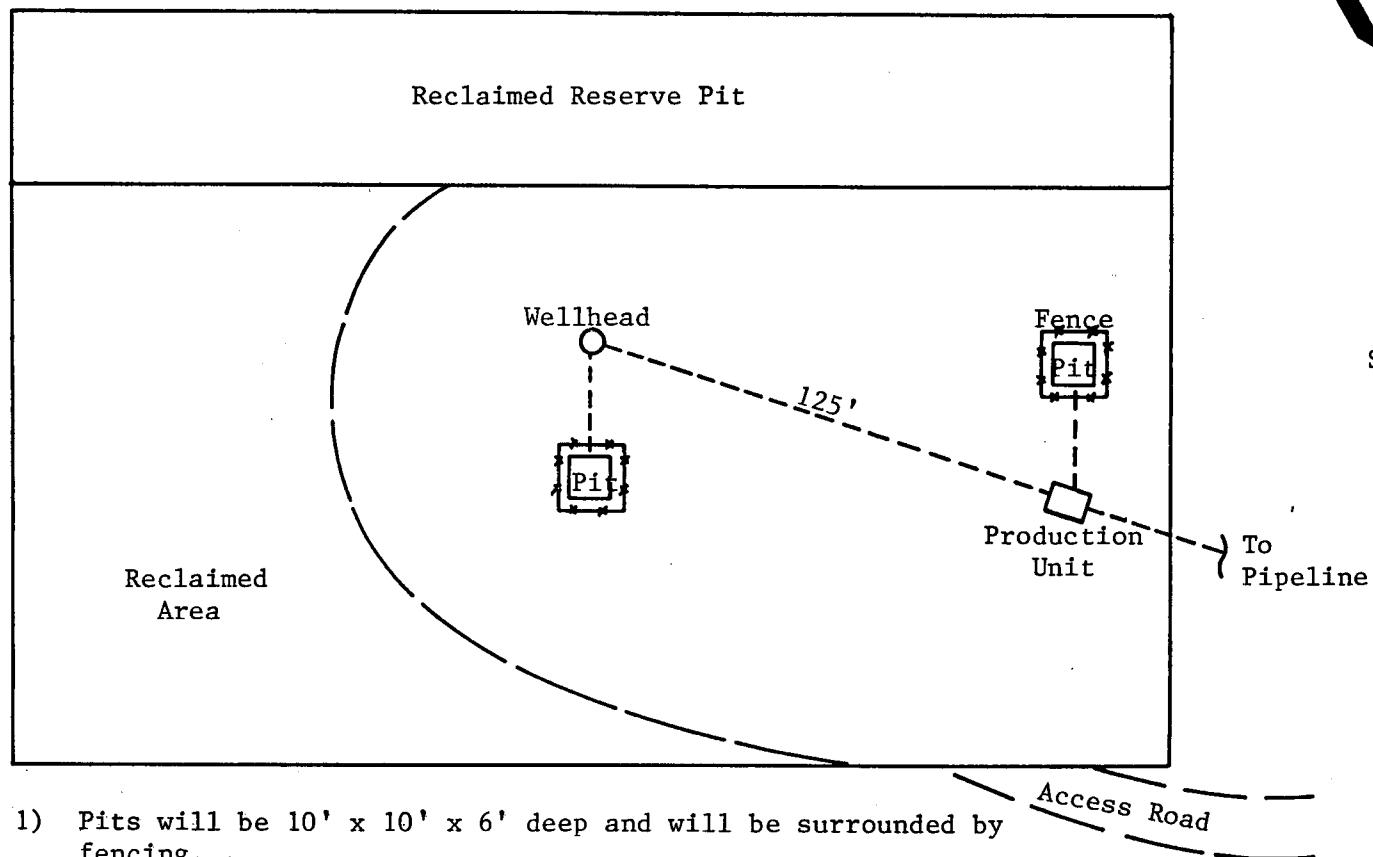 Reclaimed Reserve Pit
Wellhead
Fence
Pit
125'
Pit
Production
Unit
To
Pipeline
Reclaimed
Area
Access Road
1) Pits will be 10' x 10' x 6' deep and will be surrounded by
fencing.